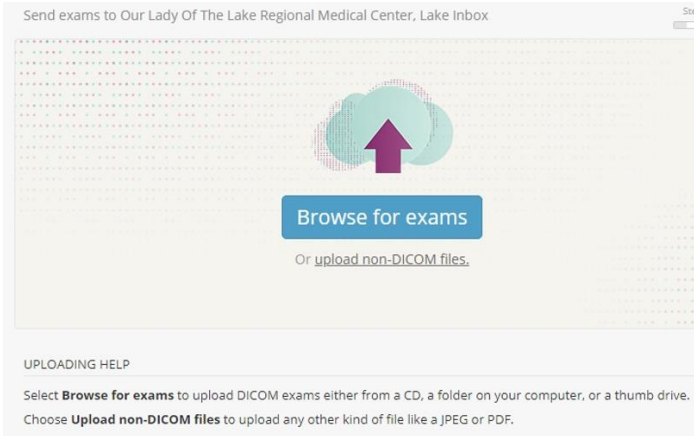 Send exams to Our Lady Of The Lake Regional Medical Center, Lake Inbox
Browse for exams
Or upload non-DICOM files.
UPLOADING HELP
Select Browse for exams to upload DICOM exams either from a CD, a folder on your computer, or a thumb drive.
Choose Upload non-DICOM files to upload any other kind of file like a JPEG or PDF.